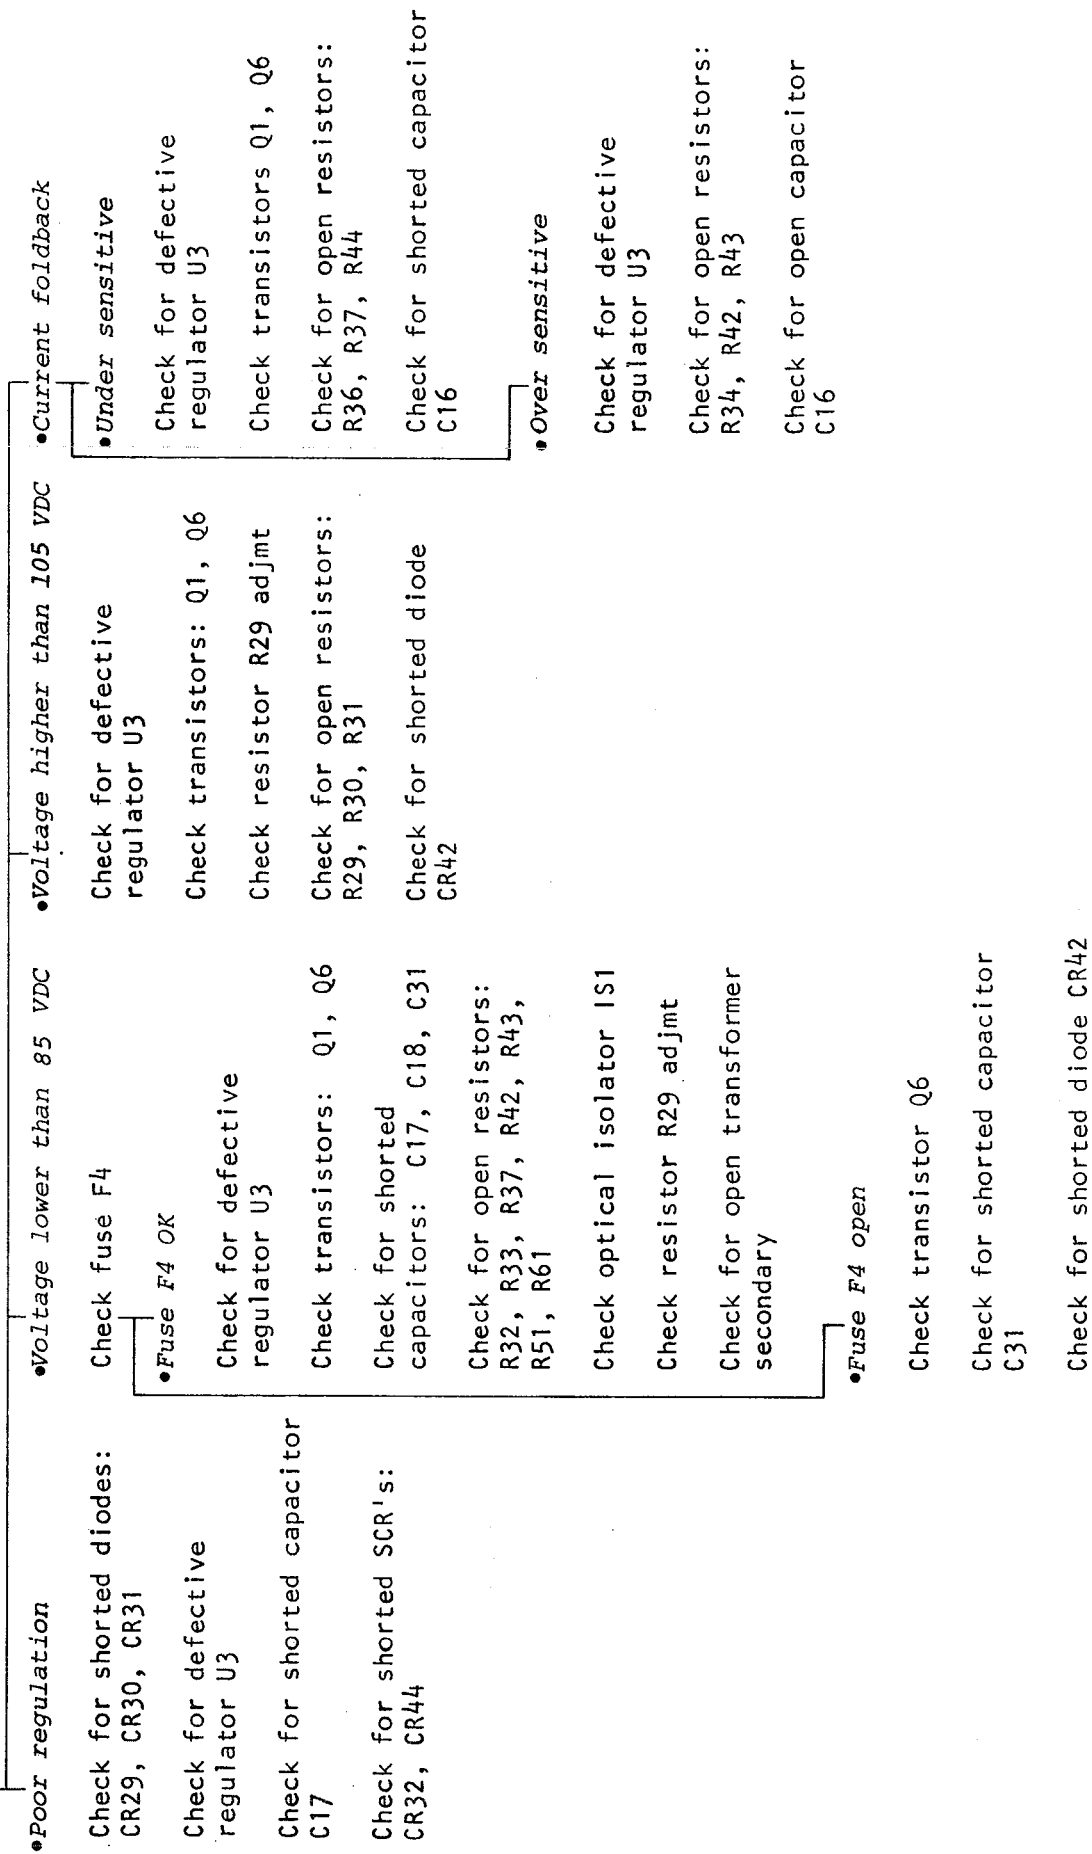 •Poor regulation
Check for shorted diodes:
CR29, CR30, CR31
Check for defective
regulator U3
Check for shorted capacitor
C17
Check for shorted SCR's:
CR32, CR44
•Voltage lower than 85 VDC
Check fuse F4
•Fuse F4 OK
Check for defective
regulator U3
Check transistors: Q1, Q6
Check for shorted
capacitors: C17, C18, C31
Check for open resistors:
R32, R33, R37, R42, R43,
R51, R61
Check optical isolator IS1
Check resistor R29 adjmt
Check for open transformer
secondary
•Fuse F4 open
Check transistor Q6
Check for shorted capacitor
C31
Check for shorted diode CR42
•Voltage higher than 105 VDC
Check for defective
regulator U3
Check transistors: Q1, Q6
Check resistor R29 adjmt
Check for open resistors:
R29, R30, R31
Check for shorted diode
CR42
•Current foldback
•Under sensitive
Check for defective
regulator U3
Check transistors Q1, Q6
Check for open resistors:
R36, R37, R44
Check for shorted capacitor
C16
•Over sensitive
Check for defective
regulator U3
Check for open resistors:
R34, R42, R43
Check for open capacitor
C16